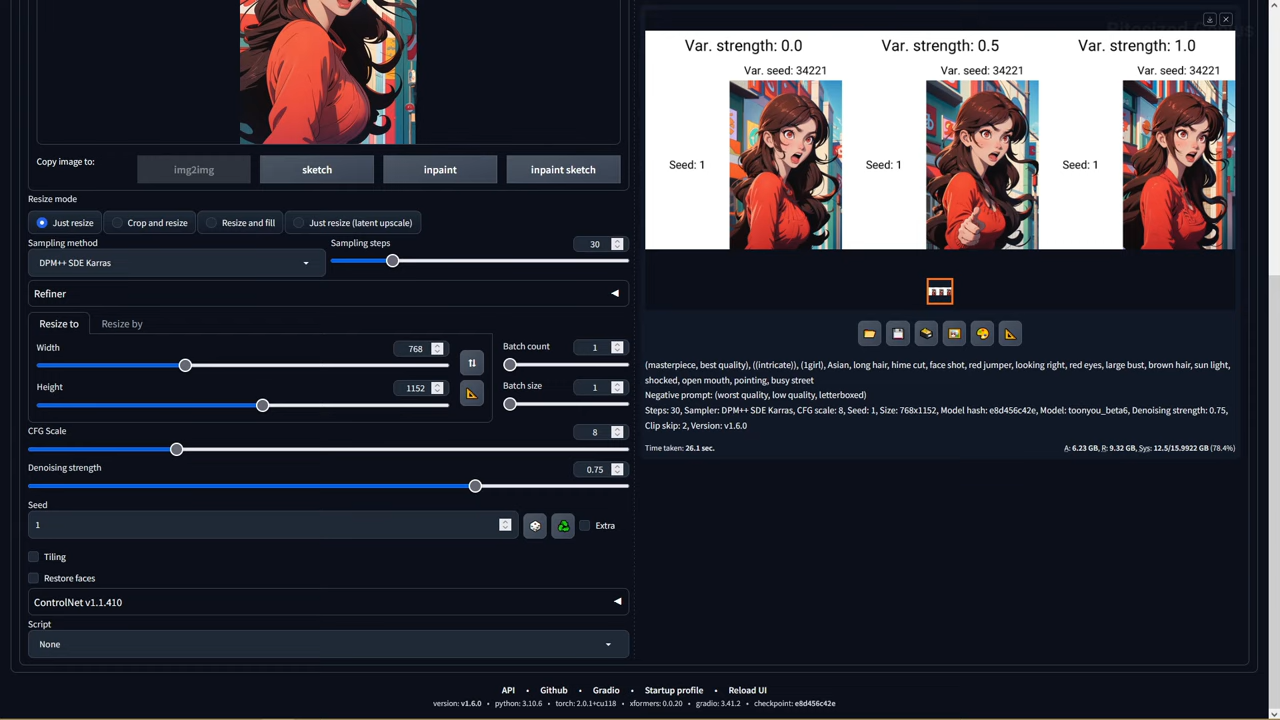 Copy image to:
img2img
sketch
inpaint
inpaint sketch
Resize mode
Just resize
Crop and resize
Resize and fill
Just resize (latent upscale)
Sampling method
DPM++ SDE Karras
Sampling steps
30
Refiner
Resize to
Resize by
Width
768
Height
1152
Batch count
1
Batch size
1
CFG Scale
8
Denoising strength
0.75
Seed
1
Extra
Tiling
Restore faces
ControlNet v1.1.410
Script
None
Var. strength: 0.0
Var. strength: 0.5
Var. strength: 1.0
Var. seed: 34221
Var. seed: 34221
Var. seed: 34221
Seed: 1
Seed: 1
Seed: 1
(masterpiece, best quality), ((intricate)), (1girl), Asian, long hair, hime cut, face shot, red jumper, looking right, red eyes, large bust, brown hair, sun light,
shocked, open mouth, pointing, busy street
Negative prompt: (worst quality, low quality, letterboxed)
Steps: 30, Sampler: DPM++ SDE Karras, CFG scale: 8, Seed: 1, Size: 768x1152, Model hash: e8d456c42e, Model: toonyou_beta6, Denoising strength: 0.75,
Clip skip: 2, Version: v1.6.0
Time taken: 26.1 sec.
A: 6.23 GB, R: 9.32 GB, Sys: 12.5/15.9922 GB (78.4%)
API • Github • Gradio • Startup profile • Reload UI
version: v1.6.0 • python: 3.10.6 • torch: 2.0.1+cu118 • xformers: 0.0.20 • gradio: 3.41.2 • checkpoint: e8d456c42e